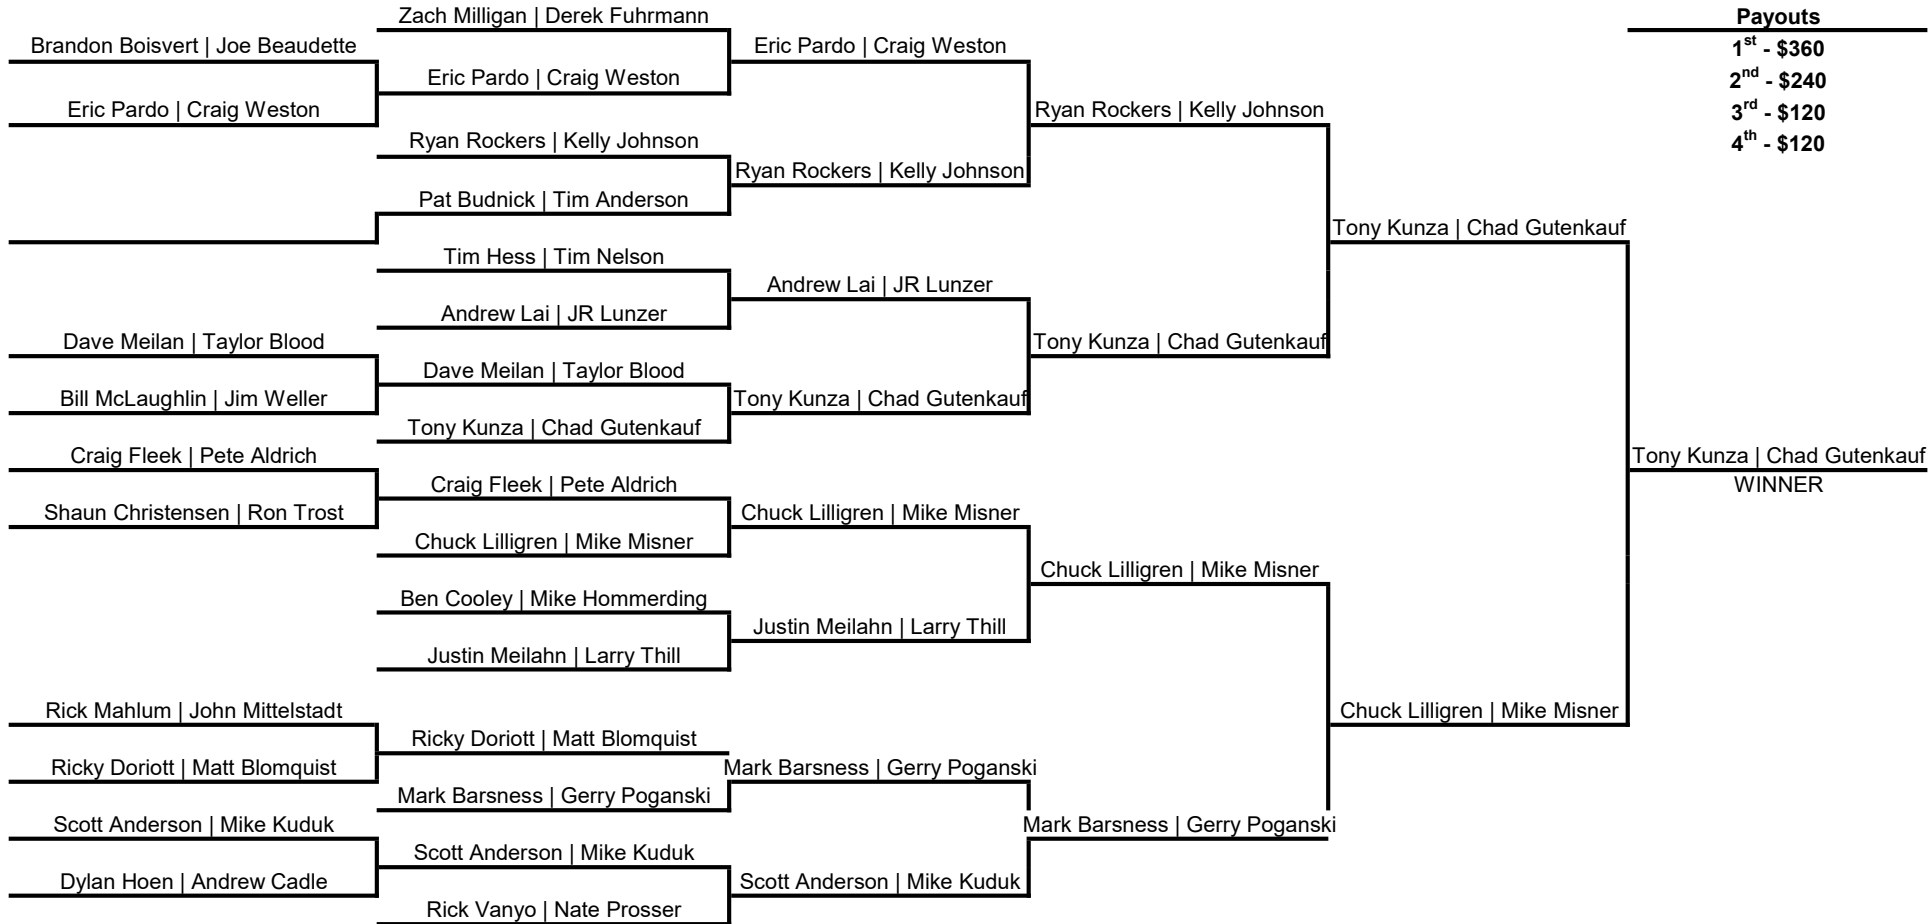 Brandon Boisvert | Joe Beaudette
Eric Pardo | Craig Weston
Dave Meilan | Taylor Blood
Bill McLaughlin | Jim Weller
Craig Fleek | Pete Aldrich
Shaun Christensen | Ron Trost
Rick Mahlum | John Mittelstadt
Ricky Doriott | Matt Blomquist
Scott Anderson | Mike Kuduk
Dylan Hoen | Andrew Cadle
Zach Milligan | Derek Fuhrmann
Eric Pardo | Craig Weston
Ryan Rockers | Kelly Johnson
Pat Budnick | Tim Anderson
Tim Hess | Tim Nelson
Andrew Lai | JR Lunzer
Dave Meilan | Taylor Blood
Tony Kunza | Chad Gutenkauf
Craig Fleek | Pete Aldrich
Chuck Lilligren | Mike Misner
Ben Cooley | Mike Hommerding
Justin Meilahn | Larry Thill
Ricky Doriott | Matt Blomquist
Mark Barsness | Gerry Poganski
Scott Anderson | Mike Kuduk
Rick Vanyo | Nate Prosser
Eric Pardo | Craig Weston
Ryan Rockers | Kelly Johnson
Andrew Lai | JR Lunzer
Tony Kunza | Chad Gutenkauf
Chuck Lilligren | Mike Misner
Justin Meilahn | Larry Thill
Mark Barsness | Gerry Poganski
Scott Anderson | Mike Kuduk
Ryan Rockers | Kelly Johnson
Tony Kunza | Chad Gutenkauf
Chuck Lilligren | Mike Misner
Mark Barsness | Gerry Poganski
Tony Kunza | Chad Gutenkauf
Chuck Lilligren | Mike Misner
Tony Kunza | Chad Gutenkauf
WINNER
Payouts
1st - $360
2nd - $240
3rd - $120
4th - $120